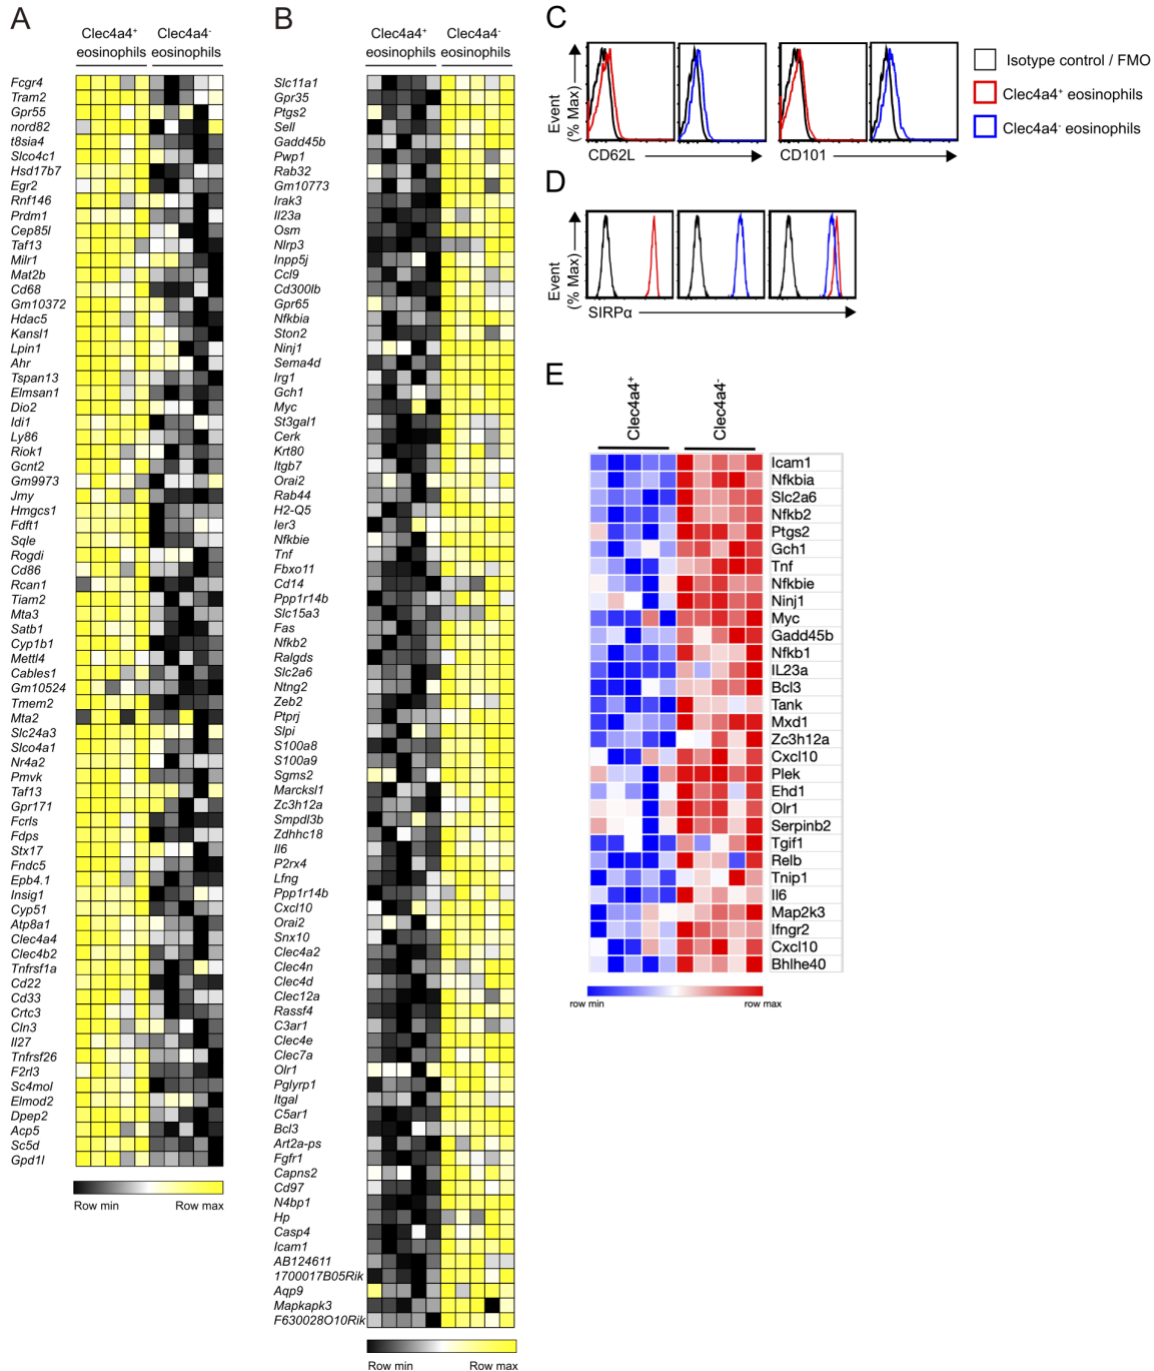 A
Clec4a4+
eosinophils
Clec4a4-
eosinophils
Fcgr4
Tram2
Gpr55
nord82
t8sia4
Slco4c1
Hsd17b7
Egr2
Rnf146
Prdm1
Cep85l
Taf13
Milr1
Mat2b
Cd68
Gm10372
Hdac5
Kansl1
Lpin1
Ahr
Tspan13
Elmsan1
Dio2
Idi1
Ly86
Riok1
Gcnt2
Gm9973
Jmy
Hmgcs1
Fdft1
Sqle
Rogdi
Cd86
Rcan1
Tiam2
Mta3
Satb1
Cyp1b1
Mettl4
Cables1
Gm10524
Tmem2
Mta2
Slc24a3
Slco4a1
Nr4a2
Pmvk
Taf13
Gpr171
Fcrls
Fdps
Stx17
Fndc5
Epb4.1
Insig1
Cyp51
Atp8a1
Clec4a4
Clec4b2
Tnfrsf1a
Cd22
Cd33
Crtc3
Cln3
Il27
Tnfrsf26
F2rl3
Sc4mol
Elmod2
Dpep2
Acp5
Sc5d
Gpd1l
Row min
Row max
B
Clec4a4+
eosinophils
Clec4a4-
eosinophils
Slc11a1
Gpr35
Ptgs2
Sell
Gadd45b
Pwp1
Rab32
Gm10773
Irak3
Il23a
Osm
Nlrp3
Inpp5j
Ccl9
Cd300lb
Gpr65
Nfkbia
Ston2
Ninj1
Sema4d
Irg1
Gch1
Myc
St3gal1
Cerk
Krt80
Itgb7
Orai2
Rab44
H2-Q5
Ier3
Nfkbie
Tnf
Fbxo11
Cd14
Ppp1r14b
Slc15a3
Fas
Nfkb2
Ralgds
Slc2a6
Ntng2
Zeb2
Ptprj
Slpi
S100a8
S100a9
Sgms2
Marcksl1
Zc3h12a
Smpdl3b
Zdhhc18
Il6
P2rx4
Lfng
Ppp1r14b
Cxcl10
Orai2
Snx10
Clec4a2
Clec4n
Clec4d
Clec12a
Rassf4
C3ar1
Clec4e
Clec7a
Olr1
Pglyrp1
Itgal
C5ar1
Bcl3
Art2a-ps
Fgfr1
Capns2
Cd97
N4bp1
Hp
Casp4
Icam1
AB124611
1700017B05Rik
Aqp9
Mapkapk3
F630028O10Rik
Row min
Row max
C
Event
(% Max)
CD62L
CD101
Isotype control / FMO
Clec4a4+ eosinophils
Clec4a4- eosinophils
D
Event
(% Max)
SIRPα
E
Clec4a4+
Clec4a4-
Icam1
Nfkbia
Slc2a6
Nfkb2
Ptgs2
Gch1
Tnf
Nfkbie
Ninj1
Myc
Gadd45b
Nfkb1
IL23a
Bcl3
Tank
Mxd1
Zc3h12a
Cxcl10
Plek
Ehd1
Olr1
Serpinb2
Tgif1
Relb
Tnip1
Il6
Map2k3
Ifngr2
Cxcl10
Bhlhe40
row min
row max